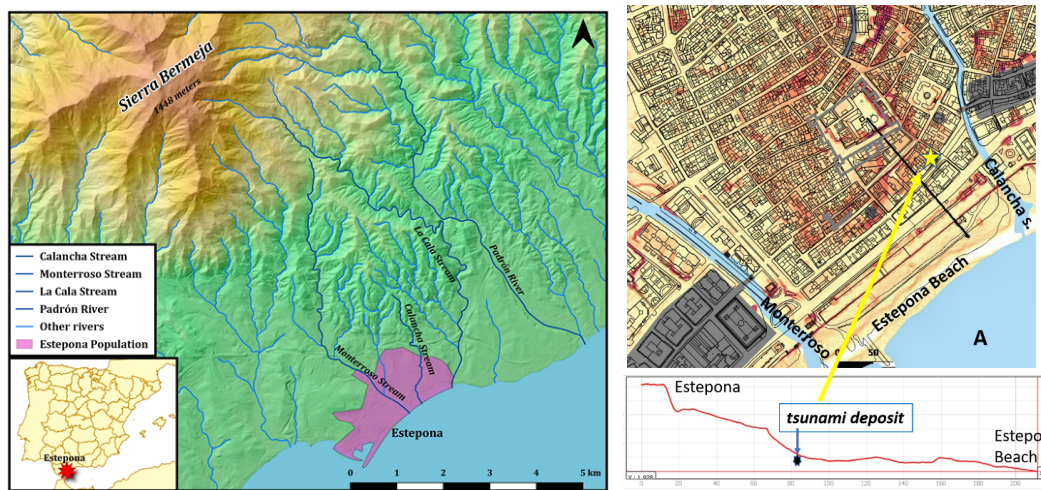 Sierra Bermeja
1448 meters
La Cala Stream
Padrón River
Calancha Stream
Monterroso Stream
Estepona
Calancha Stream
Monterroso Stream
La Cala Stream
Padrón River
Other rivers
Estepona Population
Estepona
0 1 2 3 4 5 km
Calancha s.
Estepona Beach
Monterroso
0 50
A
Estepona
tsunami deposit
Estepo
Beach
0 20 40 60 80 100 120 140 160 180 200